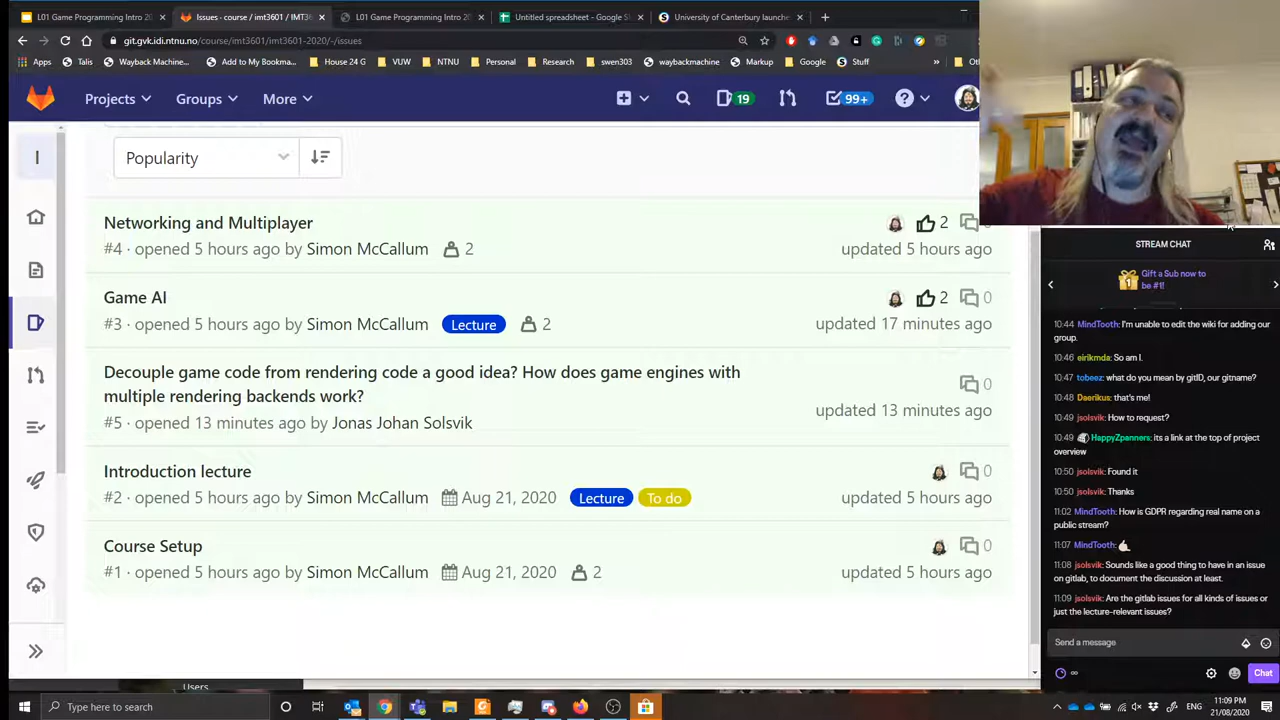 L01 Game Programming Intro 20
Issues · course / imt3601 / IMT3
L01 Game Programming Intro 20
Untitled spreadsheet - Google S
University of Canterbury launche
git.gvk.idi.ntnu.no/course/imt3601/imt3601-2020/-/issues
Apps
Talis
Wayback Machine...
Add to My Bookma...
House 24 G
VUW
NTNU
Personal
Research
swen303
waybackmachine
Markup
Google
Stuff
»
Projects
Groups
More
19
99+
I
Popularity
Networking and Multiplayer
2
#4 · opened 5 hours ago by Simon McCallum 2
updated 5 hours ago
Game AI
2
0
#3 · opened 5 hours ago by Simon McCallum Lecture 2
updated 17 minutes ago
Decouple game code from rendering code a good idea? How does game engines with
multiple rendering backends work?
0
updated 13 minutes ago
#5 · opened 13 minutes ago by Jonas Johan Solsvik
Introduction lecture
0
#2 · opened 5 hours ago by Simon McCallum Aug 21, 2020 Lecture To do
updated 5 hours ago
Course Setup
0
#1 · opened 5 hours ago by Simon McCallum Aug 21, 2020 2
updated 5 hours ago
Users
STREAM CHAT
Gift a Sub now to
be #1!
1
10:44 MindTooth: I'm unable to edit the wiki for adding our
group.
10:46 eirikmda: So am I.
10:47 tobeez: what do you mean by gitID, our gitname?
10:48 Daerikus: that's me!
10:49 jsolsvik: How to request?
10:49 HappyZpanners: its a link at the top of project
overview
10:50 jsolsvik: Found it
10:50 jsolsvik: Thanks
11:02 MindTooth: How is GDPR regarding real name on a
public stream?
11:07 MindTooth:
11:08 jsolsvik: Sounds like a good thing to have in an issue
on gitlab, to document the discussion at least.
11:09 jsolsvik: Are the gitlab issues for all kinds of issues or
just the lecture-relevant issues?
Send a message
∞
Chat
Type here to search
ENG
11:09 PM
21/08/2020